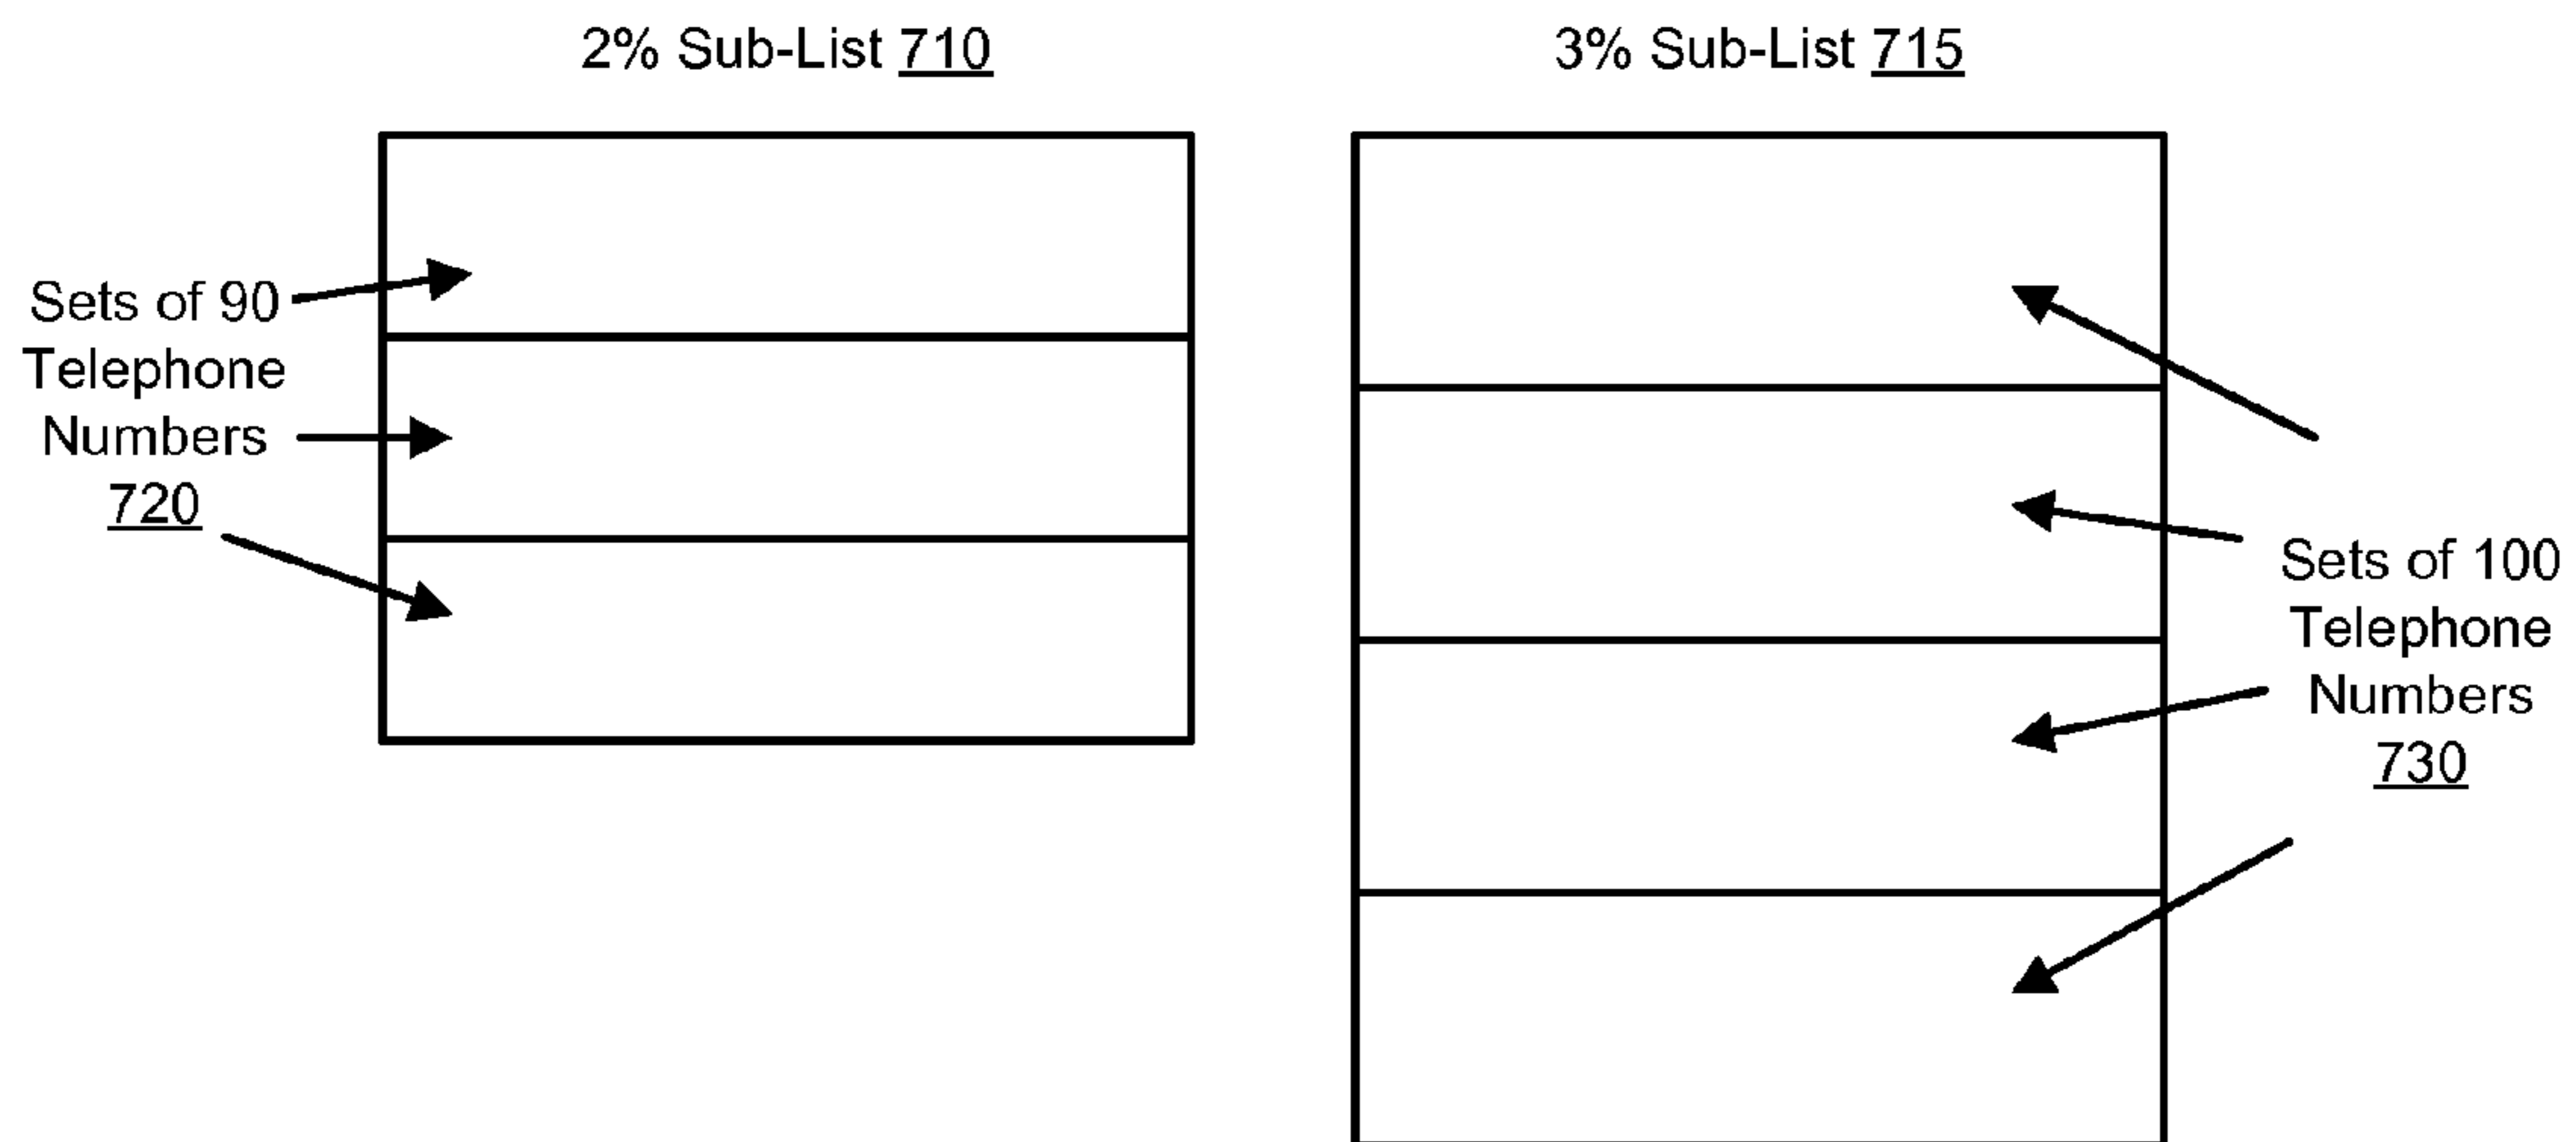 2% Sub-List 710
3% Sub-List 715
Sets of 90
Telephone
Numbers
720
Sets of 100
Telephone
Numbers
730